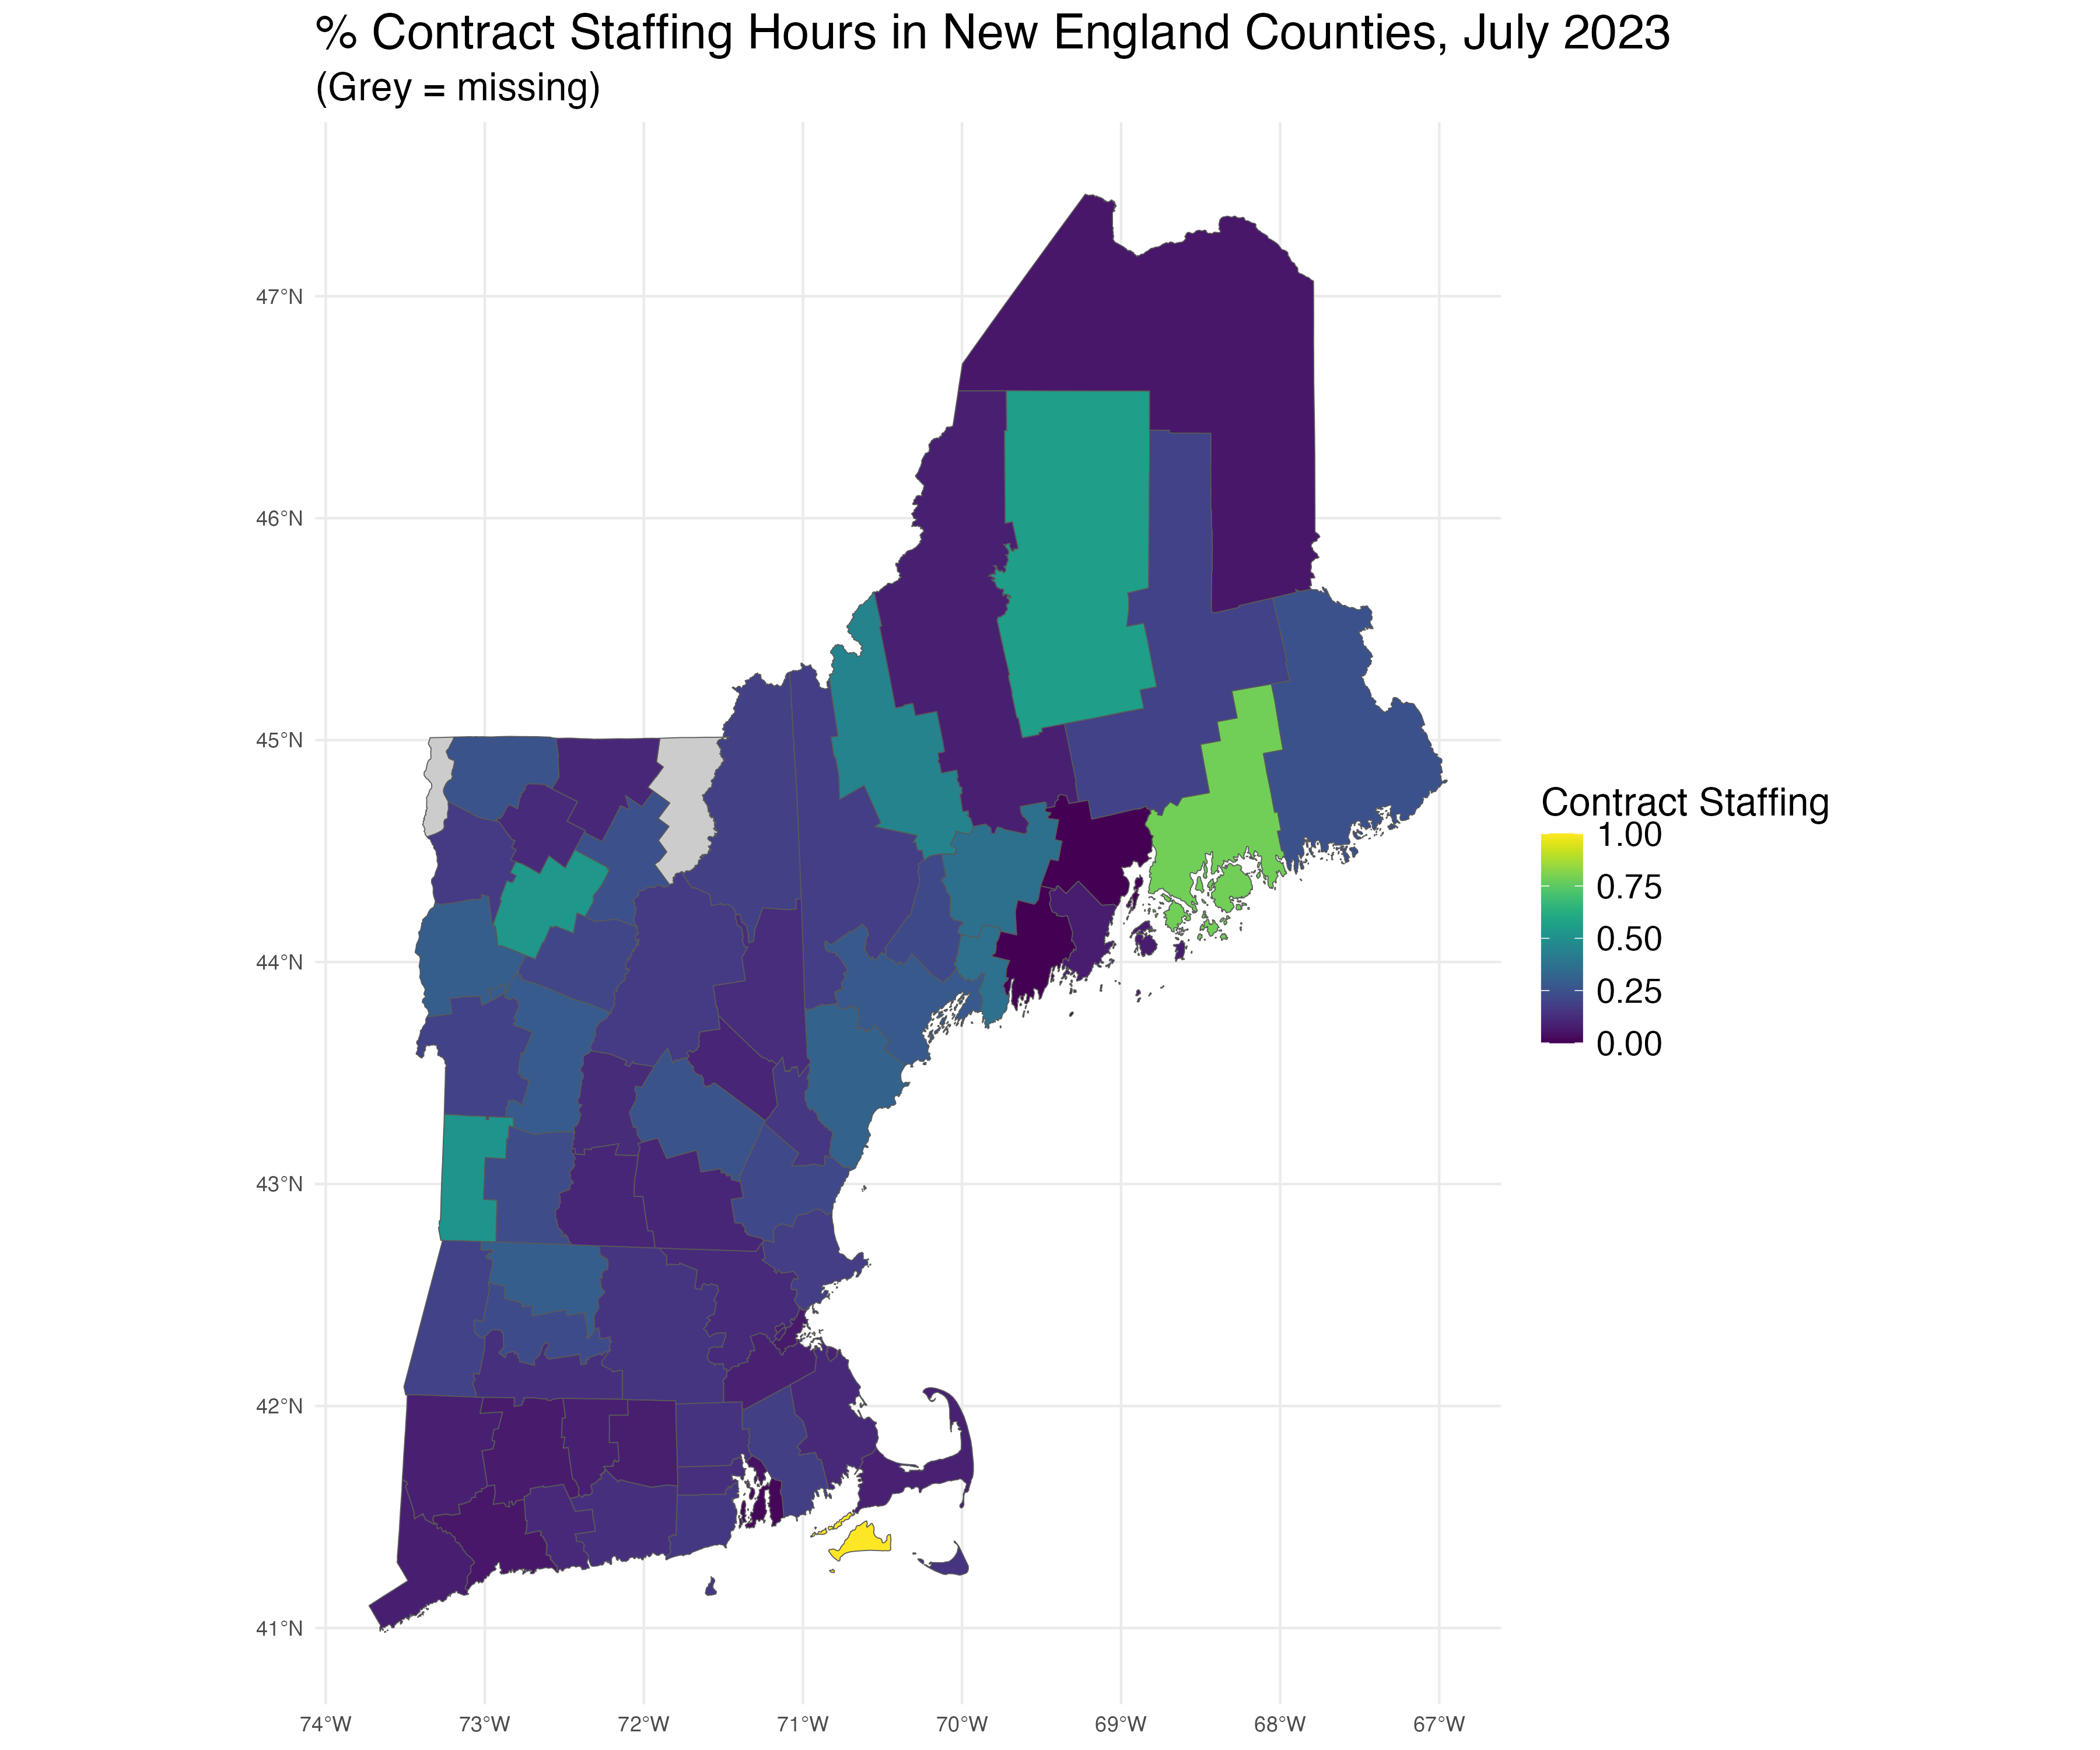 % Contract Staffing Hours in New England Counties, July 2023
(Grey = missing)
47°N
46°N
45°N
44°N
43°N
42°N
41°N
74°W 73°W 72°W 71°W 70°W 69°W 68°W 67°W
Contract Staffing
1.00
0.75
0.50
0.25
0.00